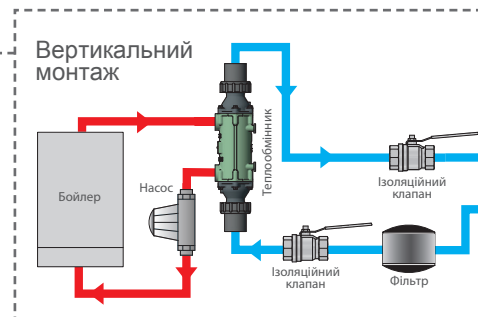 Вертикальний
монтаж
Бойлер
Насос
Теплообмінник
Ізоляційний
клапан
Ізоляційний
клапан
Фільтр